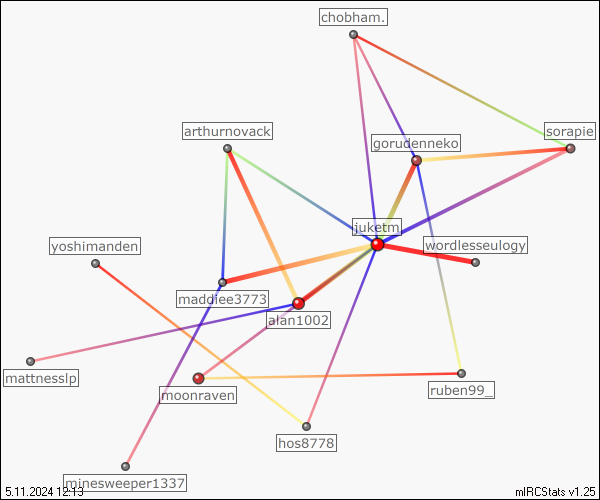 chobham.
arthurnovack
sorapie
gorudenneko
juketm
yoshimanden
wordlesseulogy
maddiee3773
alan1002
mattnesslp
moonraven
ruben99_
hos8778
minesweeper1337
5.11.2024 12:13
mIRCStats v1.25